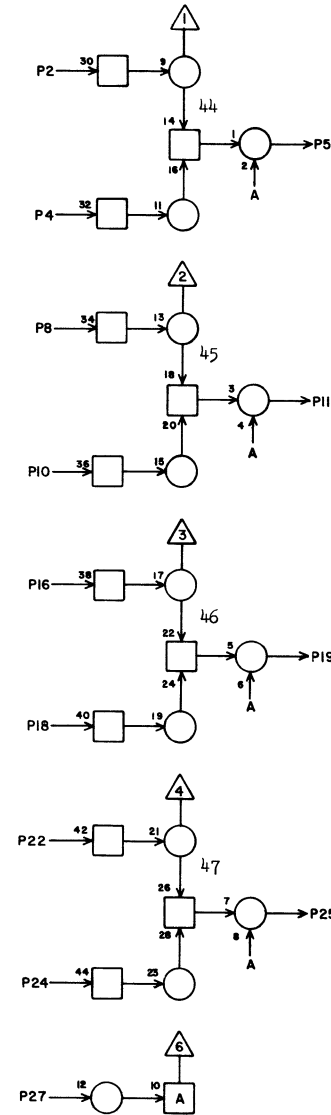 1
P2 30 9
44
14 1 P5
16 2
P4 32 11 A
2
P8 34 13
45
18 3 P11
20 4
P10 36 15 A
3
P16 38 17
46
22 5 P19
24 6
P18 40 19 A
4
P22 42 21
47
26 7 P25
28 8
P24 44 23 A
6
P27 12 10 A